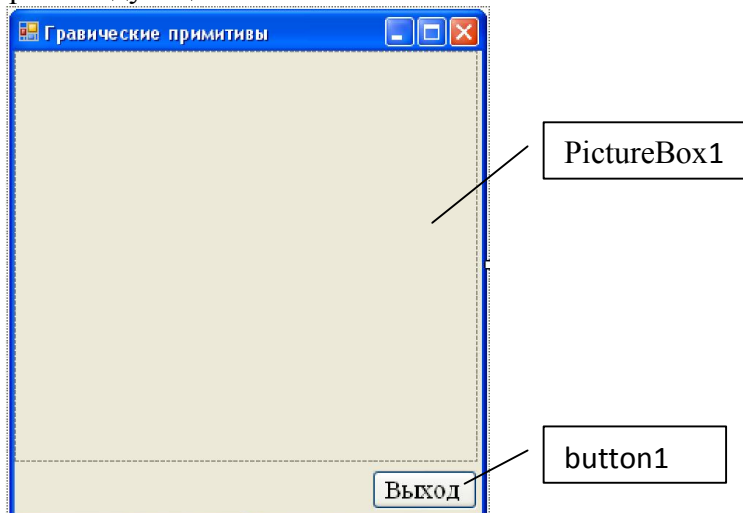 Гравические примитивы
PictureBox1
button1
Выход